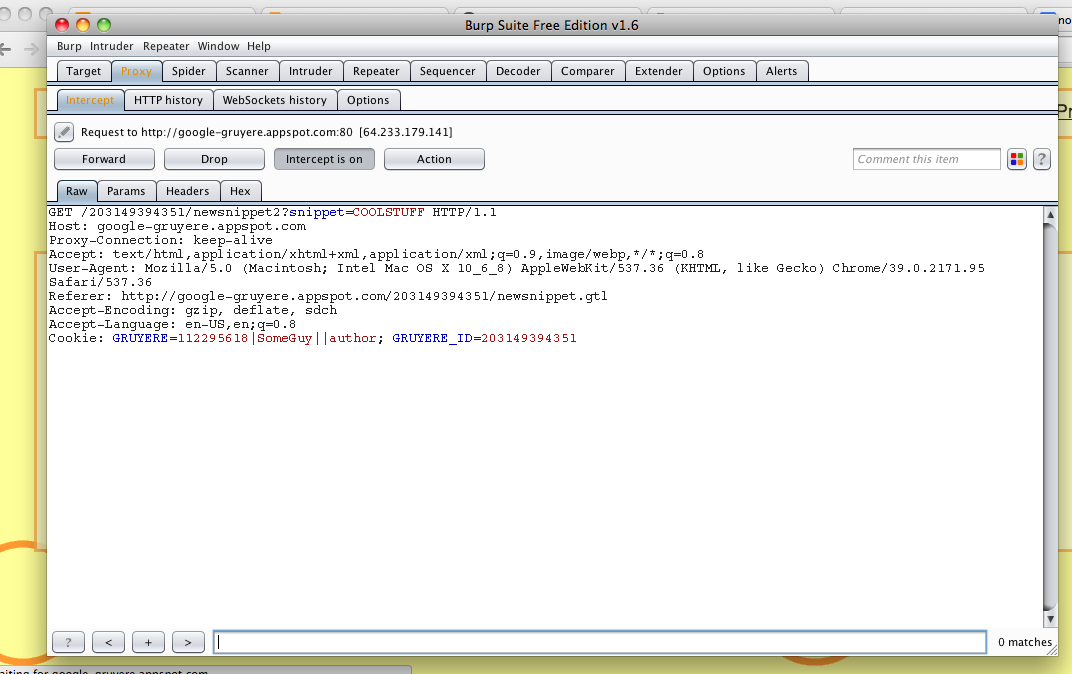 Burp Suite Free Edition v1.6
no
Burp Intruder Repeater Window Help
Target Proxy Spider Scanner Intruder Repeater Sequencer Decoder Comparer Extender Options Alerts
Intercept HTTP history WebSockets history Options
Pr
Request to http://google-gruyere.appspot.com:80 [64.233.179.141]
Forward Drop Intercept is on Action Comment this item ?
Raw Params Headers Hex
GET /203149394351/newsnippet2?snippet=COOLSTUFF HTTP/1.1
Host: google-gruyere.appspot.com
Proxy-Connection: keep-alive
Accept: text/html,application/xhtml+xml,application/xml;q=0.9,image/webp,*/*;q=0.8
User-Agent: Mozilla/5.0 (Macintosh; Intel Mac OS X 10_6_8) AppleWebKit/537.36 (KHTML, like Gecko) Chrome/39.0.2171.95
Safari/537.36
Referer: http://google-gruyere.appspot.com/203149394351/newsnippet.gtl
Accept-Encoding: gzip, deflate, sdch
Accept-Language: en-US,en;q=0.8
Cookie: GRUYERE=112295618|SomeGuy||author; GRUYERE_ID=203149394351
? < + > 0 matches
aiting for google-gruyere.appspot.com